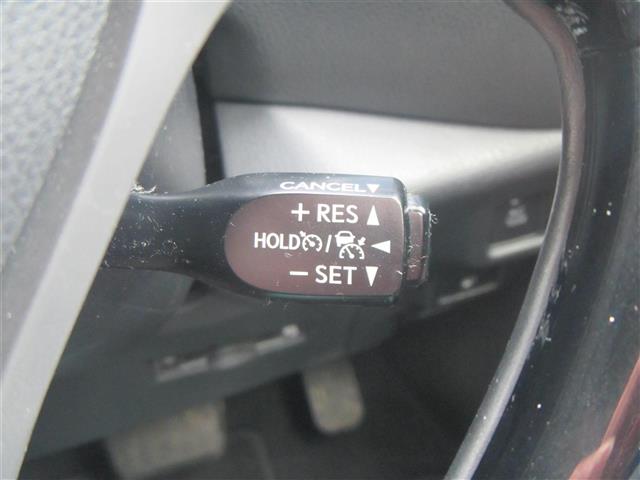 CANCEL▼
+ RES ▲
HOLD / ◀
− SET ▼